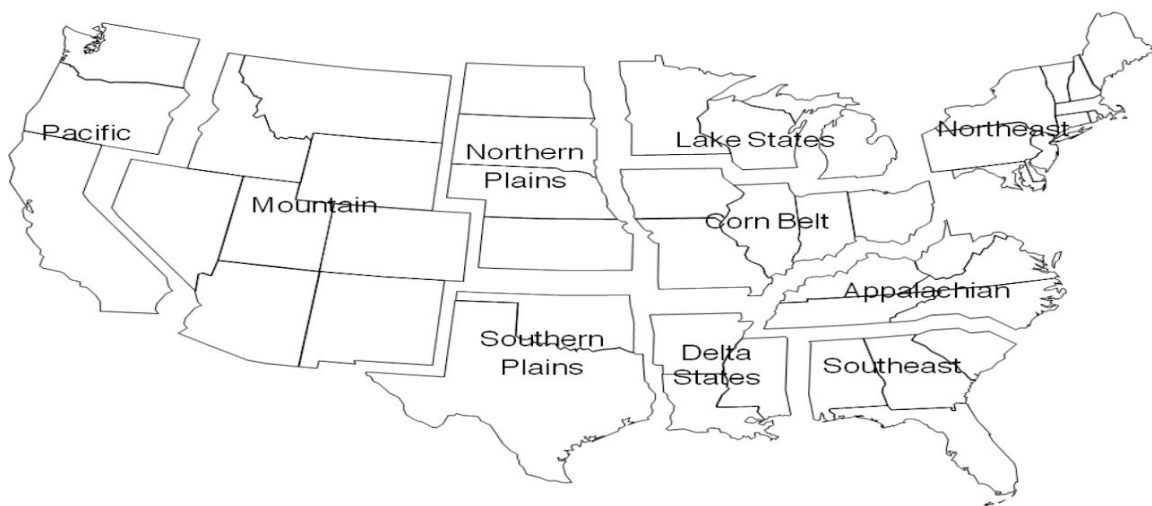 Pacific
Mountain
Northern
Plains
Lake States
Northeast
Corn Belt
Appalachian
Southern
Plains
Delta
States
Southeast